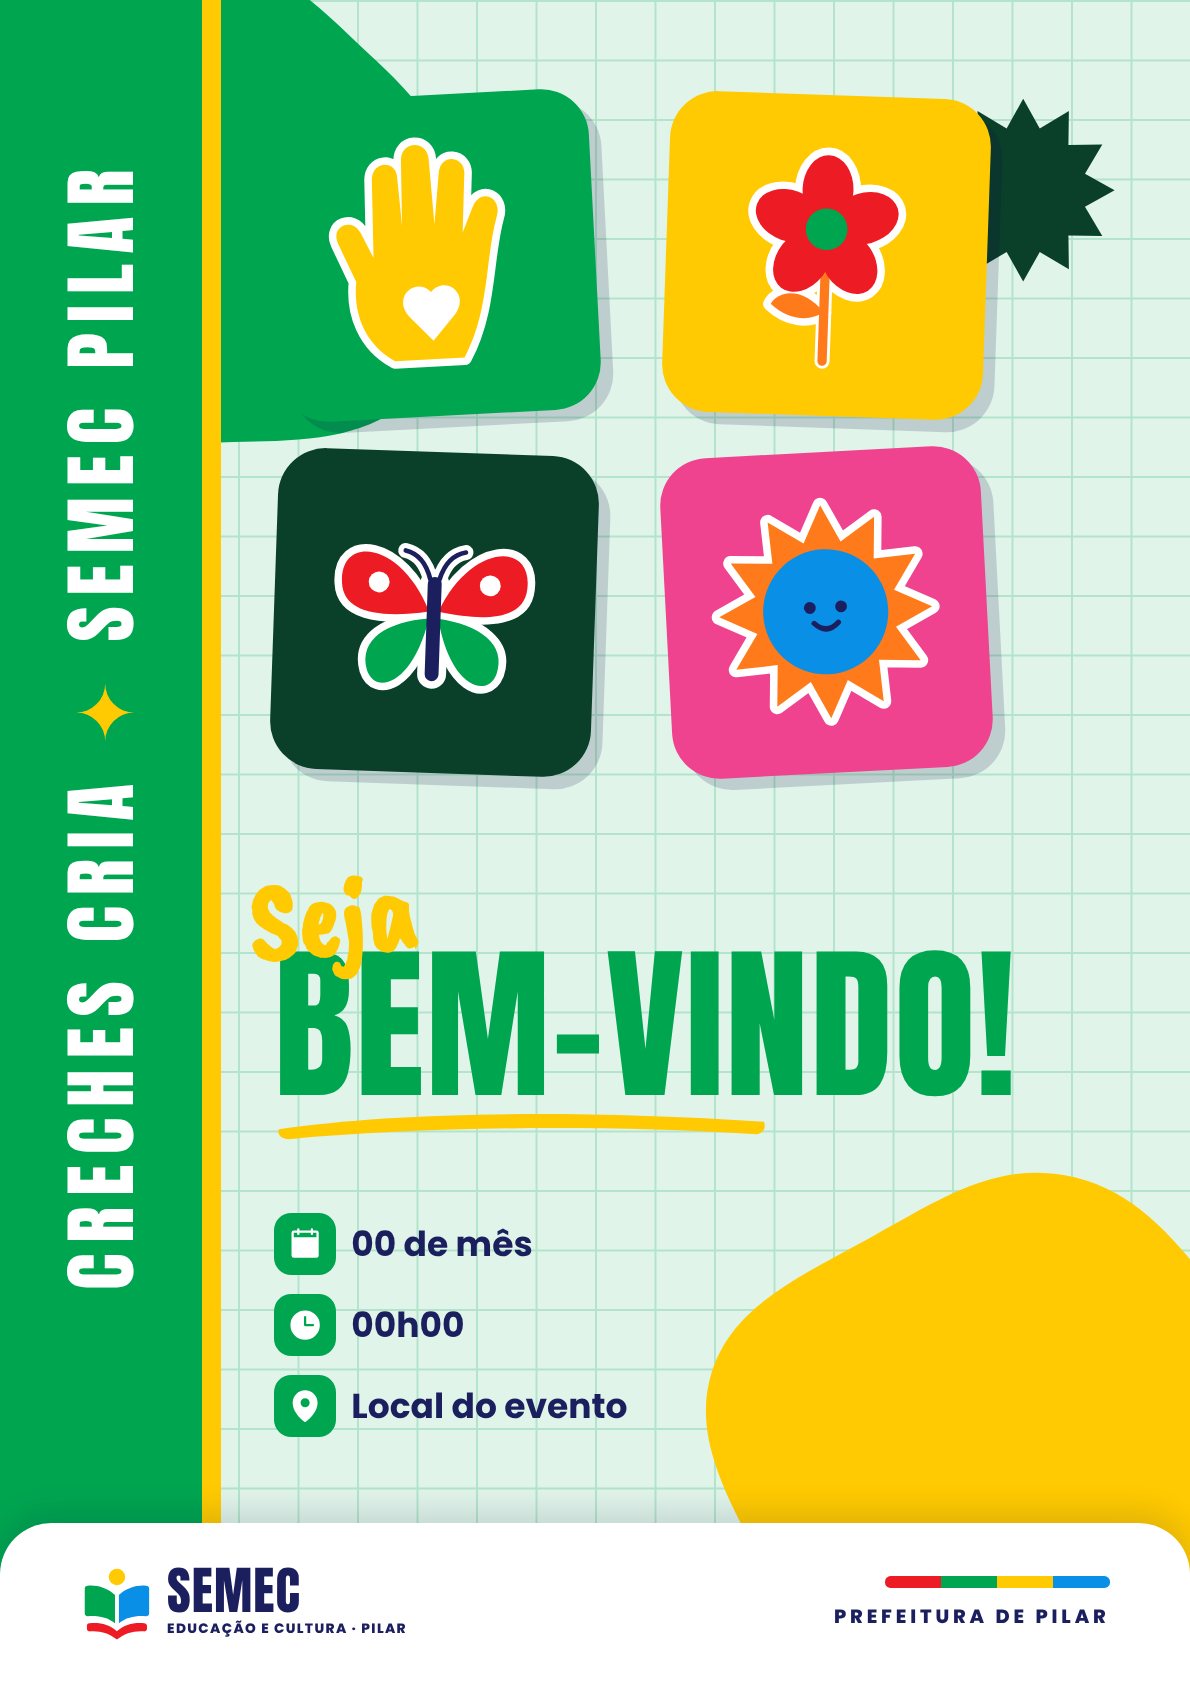 CRECHES CRIA ✦ SEMEC PILAR
Seja
BEM-VINDO!
00 de mês
00h00
Local do evento
SEMEC
EDUCAÇÃO E CULTURA · PILAR
PREFEITURA DE PILAR